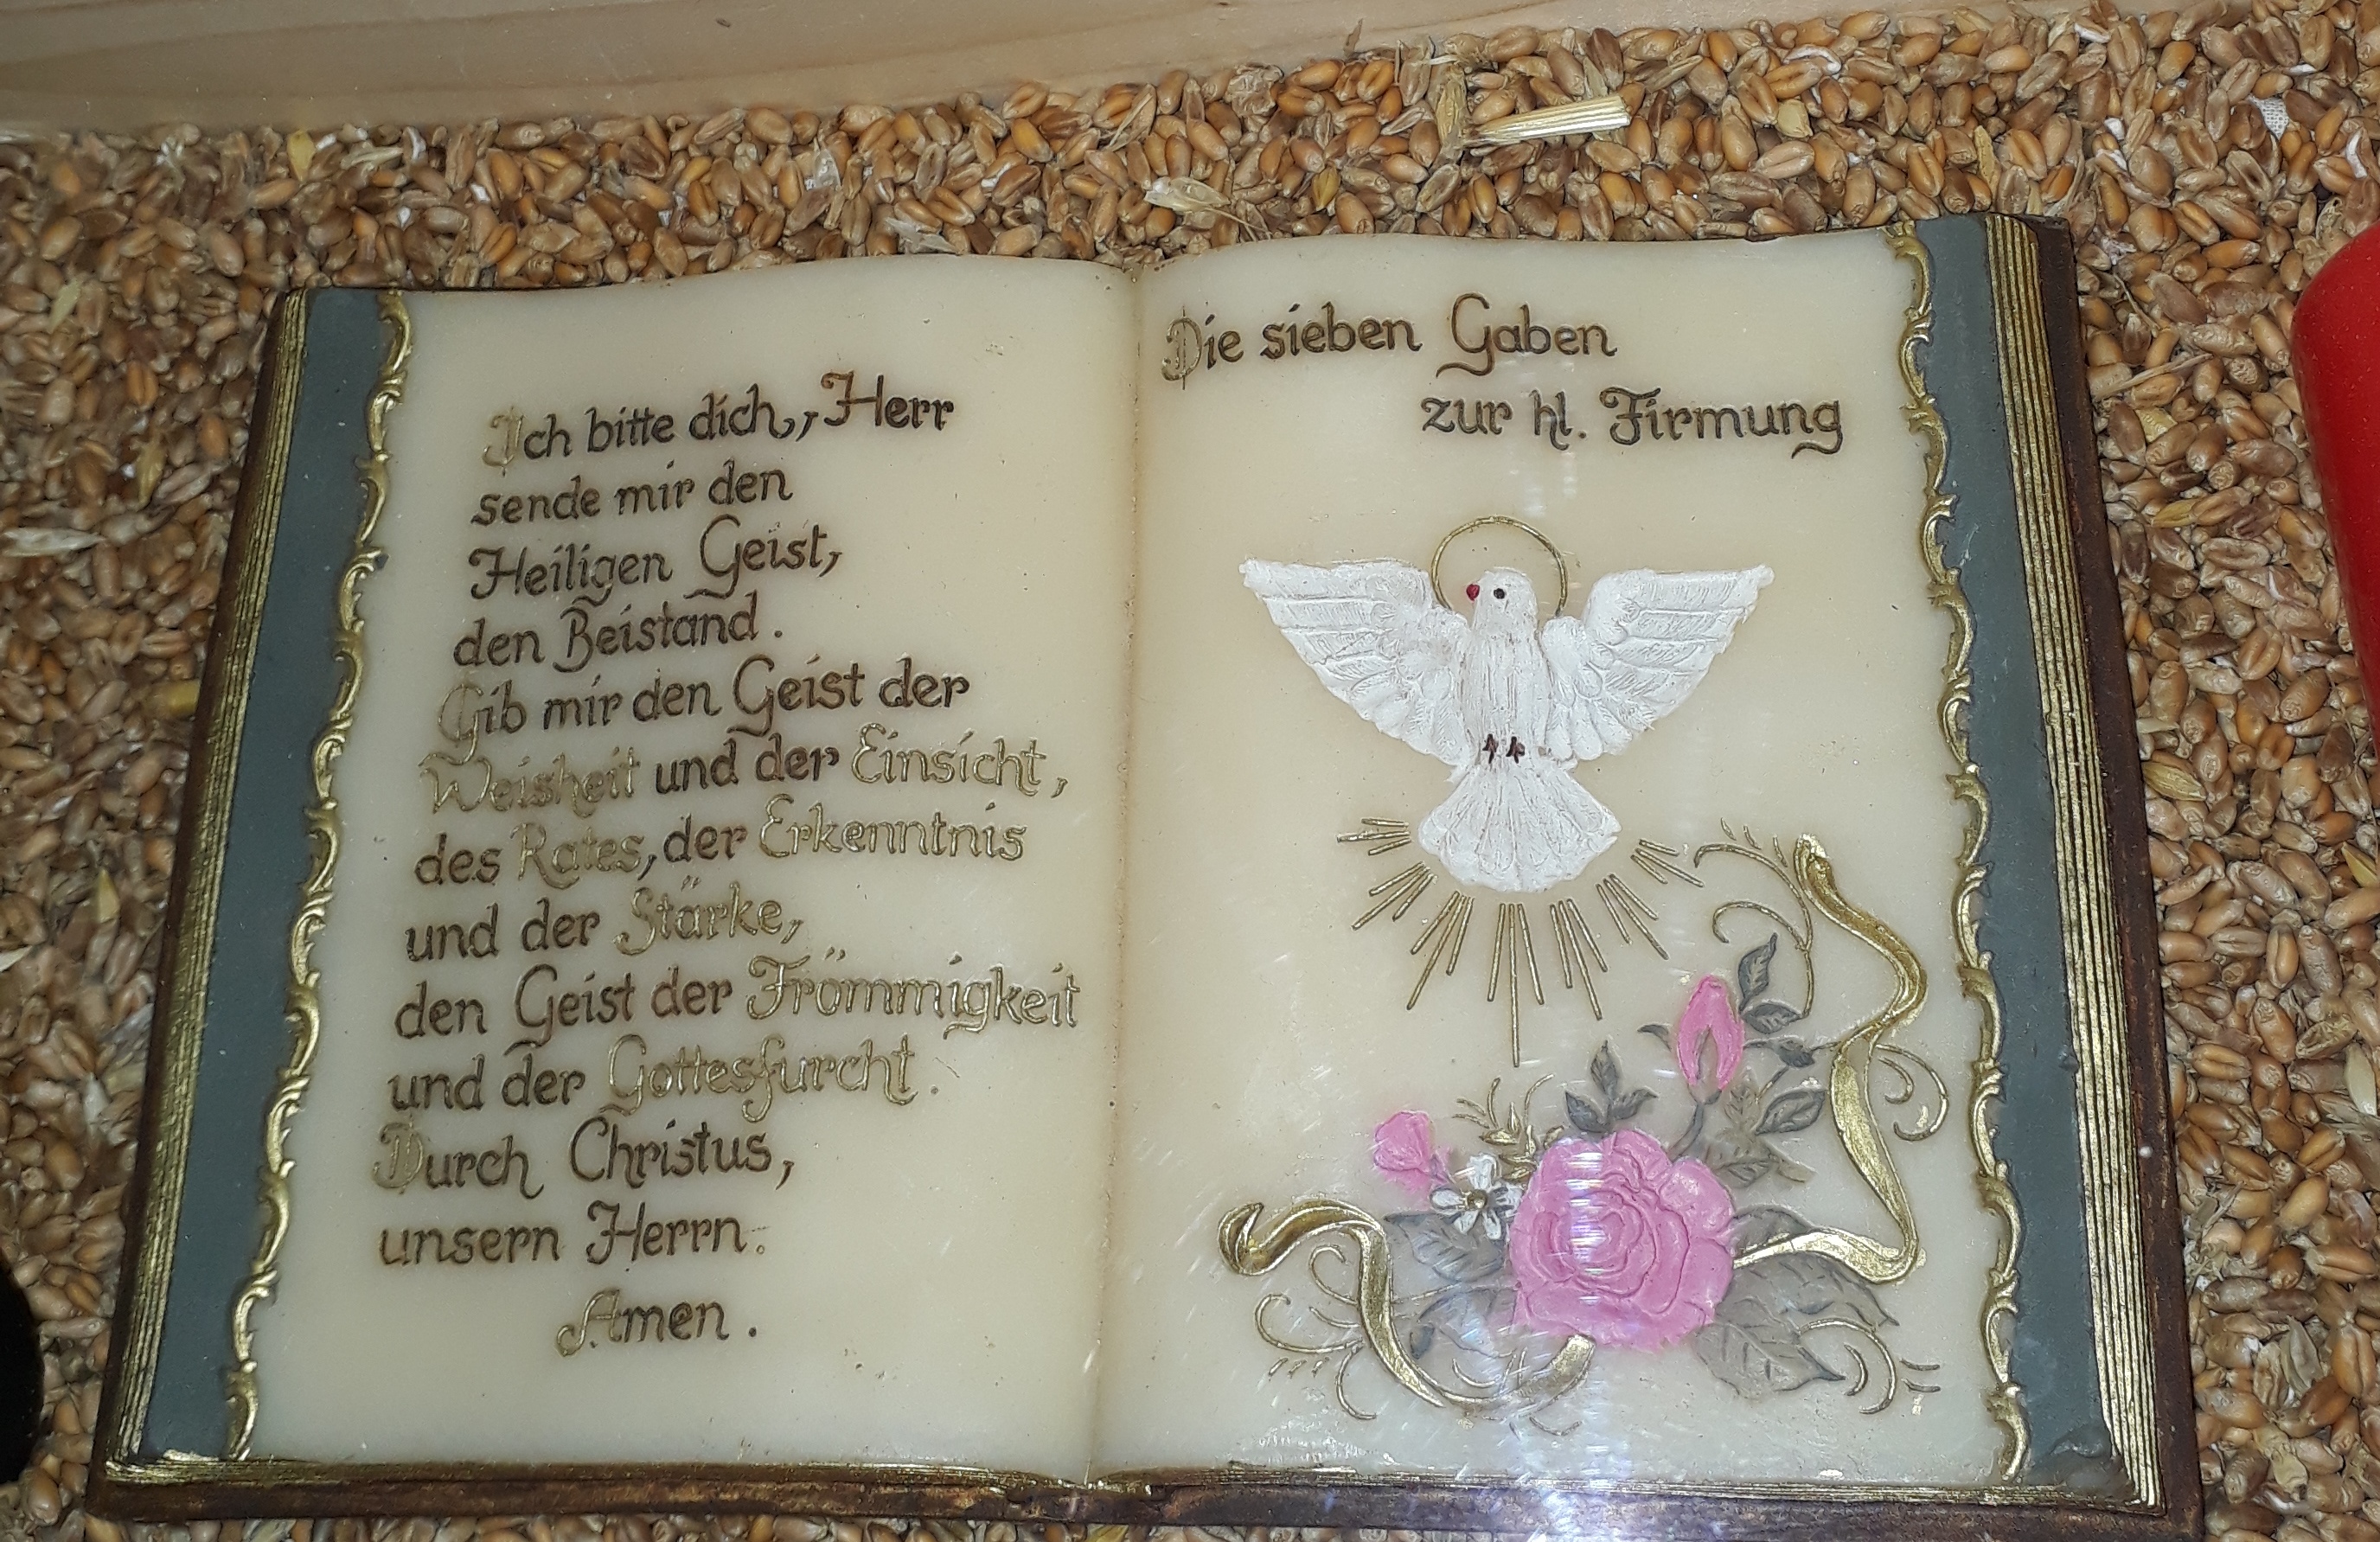 Ich bitte dich, Herr
sende mir den
Heiligen Geist,
den Beistand.
Gib mir den Geist der
Weisheit und der Einsicht,
des Rates, der Erkenntnis
und der Stärke,
den Geist der Frömmigkeit
und der Gottesfurcht.
Durch Christus,
unsern Herrn.
Amen.
Die sieben Gaben
zur hl. Firmung